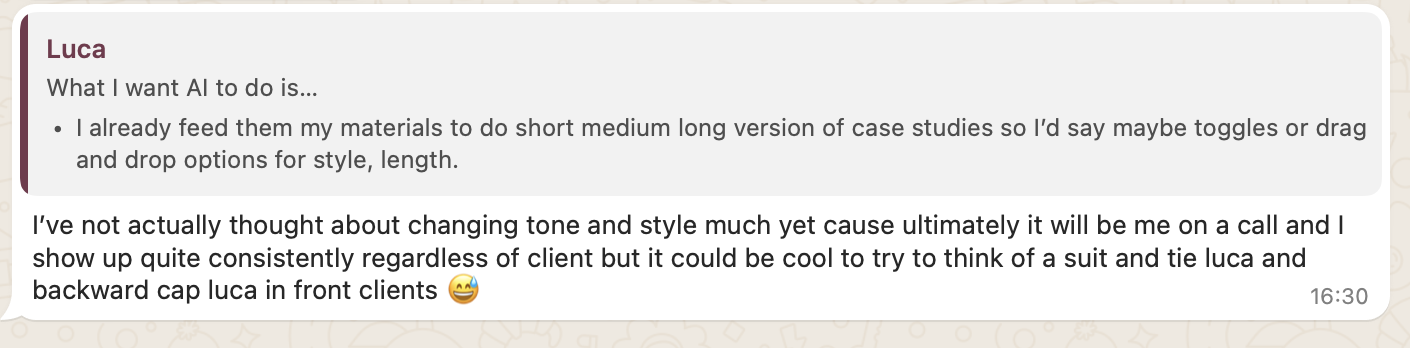 Luca
What I want AI to do is...
• I already feed them my materials to do short medium long version of case studies so I’d say maybe toggles or drag
and drop options for style, length.
I’ve not actually thought about changing tone and style much yet cause ultimately it will be me on a call and I
show up quite consistently regardless of client but it could be cool to try to think of a suit and tie luca and
backward cap luca in front clients 😅
16:30